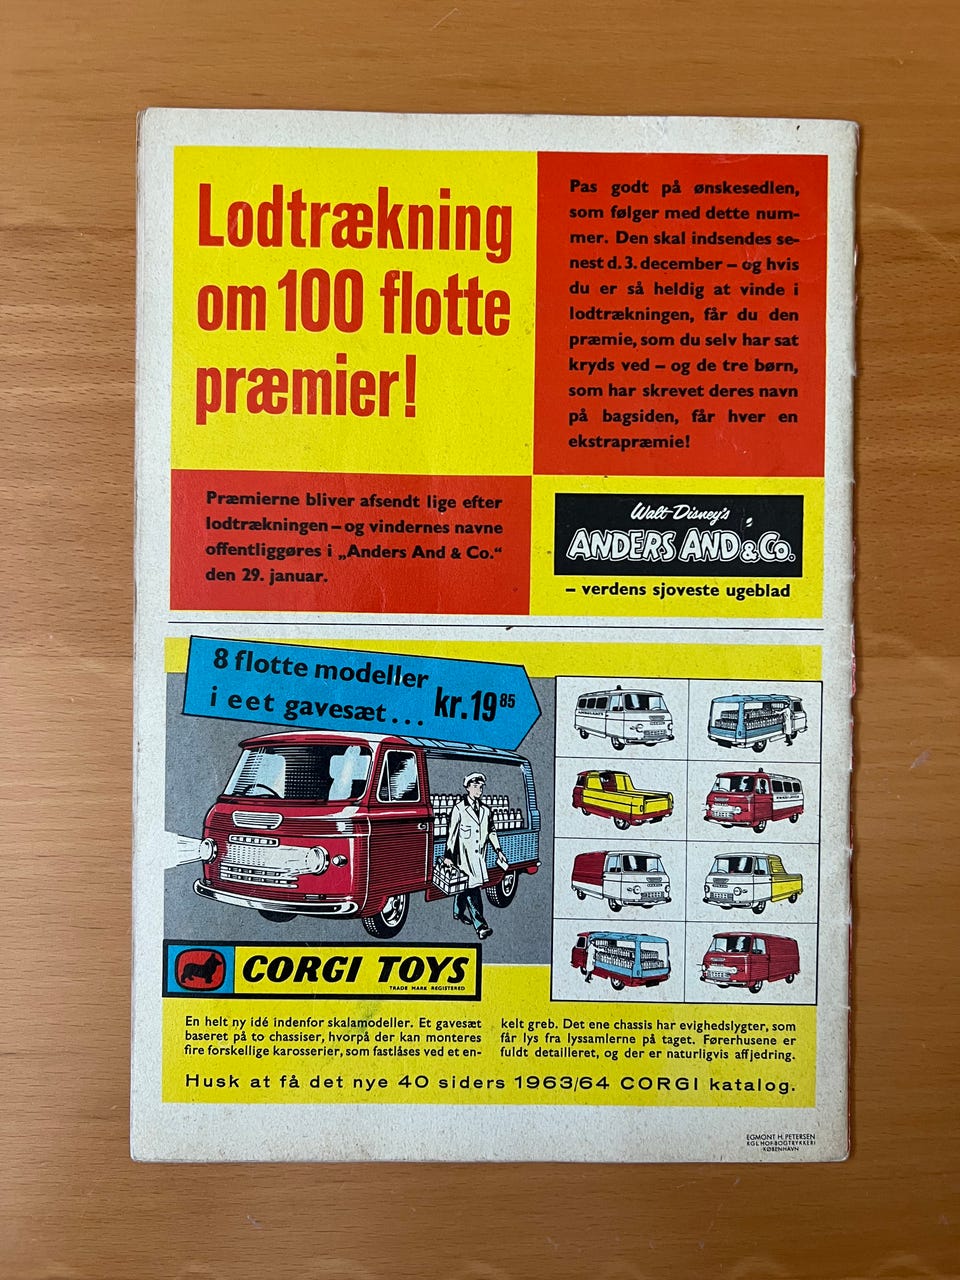 Lodtrækning
om 100 flotte
præmier!
Pas godt på ønskesedlen,
som følger med dette num-
mer. Den skal indsendes se-
nest d. 3. december – og hvis
du er så heldig at vinde i
lodtrækningen, får du den
præmie, som du selv har sat
kryds ved – og de tre børn,
som har skrevet deres navn
på bagsiden, får hver en
ekstrapræmie!
Præmierne bliver afsendt lige efter
lodtrækningen – og vindernes navne
offentliggøres i „Anders And & Co.“
den 29. januar.
Walt Disney's
ANDERS AND & Co.
– verdens sjoveste ugeblad
8 flotte modeller
i eet gavesæt... kr. 19 85
CORGI TOYS
TRADE MARK REGISTERED
En helt ny idé indenfor skalamodeller. Et gavesæt
baseret på to chassiser, hvorpå der kan monteres
fire forskellige karosserier, som fastlåses ved et en-
kelt greb. Det ene chassis har evighedslygter, som
får lys fra lyssamlerne på taget. Førerhusene er
fuldt detailleret, og der er naturligvis affjedring.
Husk at få det nye 40 siders 1963/64 CORGI katalog.
EGMONT H. PETERSEN
KGL. HOF-BOGTRYKKERI
KØBENHAVN